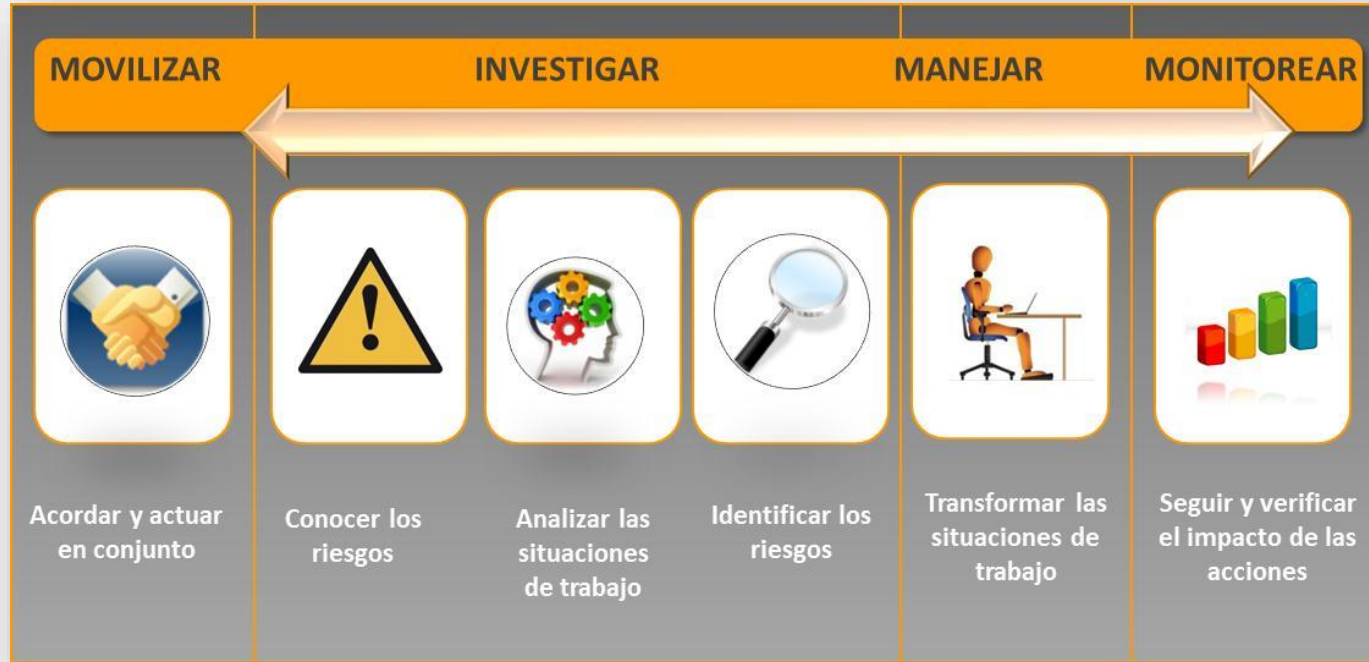 MOVILIZAR
INVESTIGAR
MANEJAR
MONITOREAR
Acordar y actuar
en conjunto
Conocer los
riesgos
Analizar las
situaciones
de trabajo
Identificar los
riesgos
Transformar las
situaciones de
trabajo
Seguir y verificar
el impacto de las
acciones